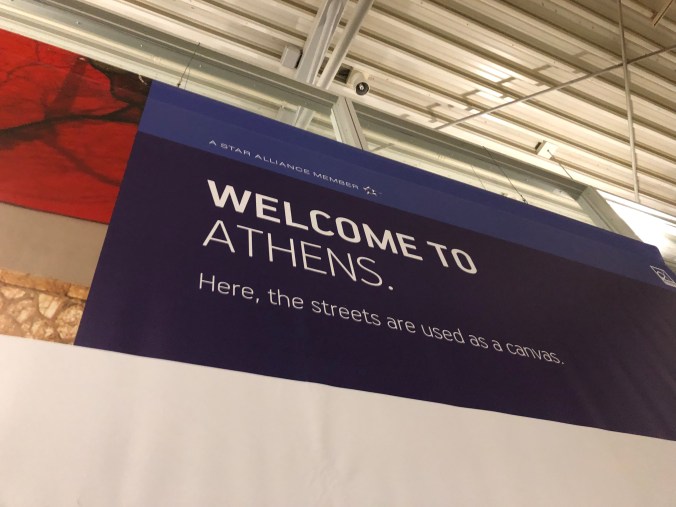 A STAR ALLIANCE MEMBER
WELCOME TO
ATHENS.
Here, the streets are used as a canvas.